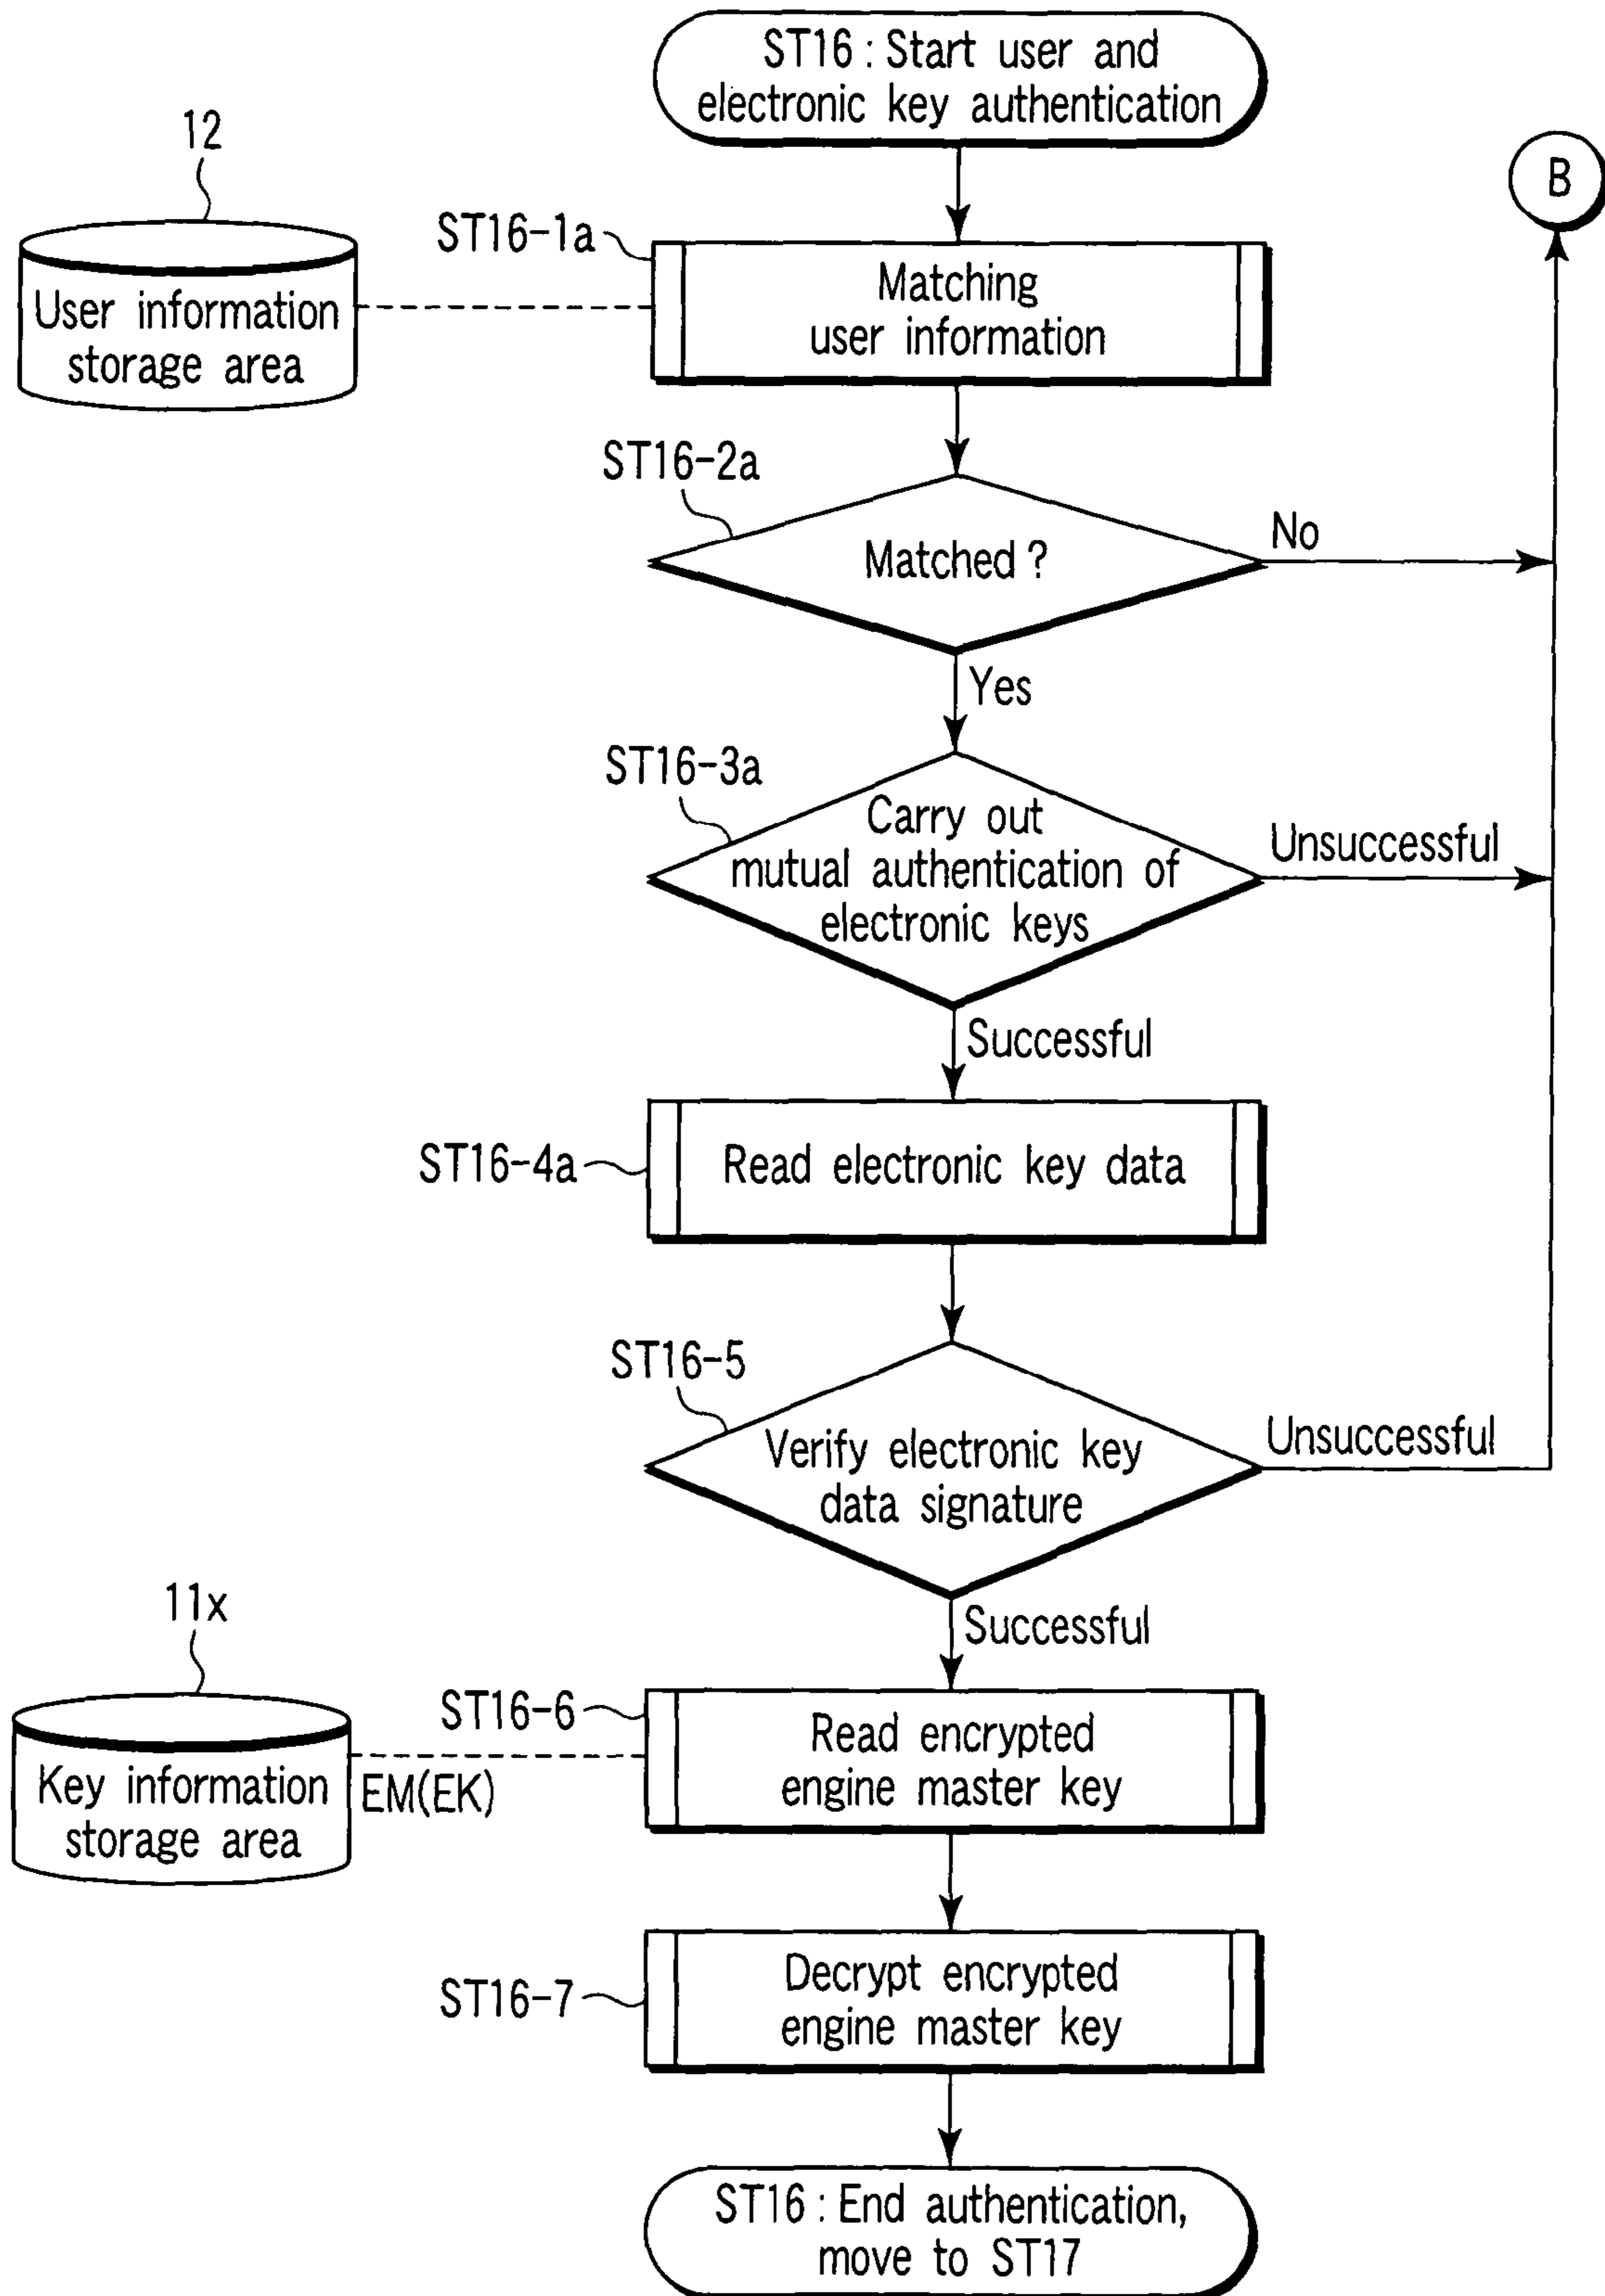 ST16 : Start user and
electronic key authentication
B
12
User information
storage area
ST16-1a
Matching
user information
ST16-2a
Matched ?
No
Yes
ST16-3a
Carry out
mutual authentication of
electronic keys
Unsuccessful
Successful
ST16-4a
Read electronic key data
ST16-5
Verify electronic key
data signature
Unsuccessful
Successful
11x
Key information
storage area
EM(EK)
ST16-6
Read encrypted
engine master key
ST16-7
Decrypt encrypted
engine master key
ST16 : End authentication,
move to ST17